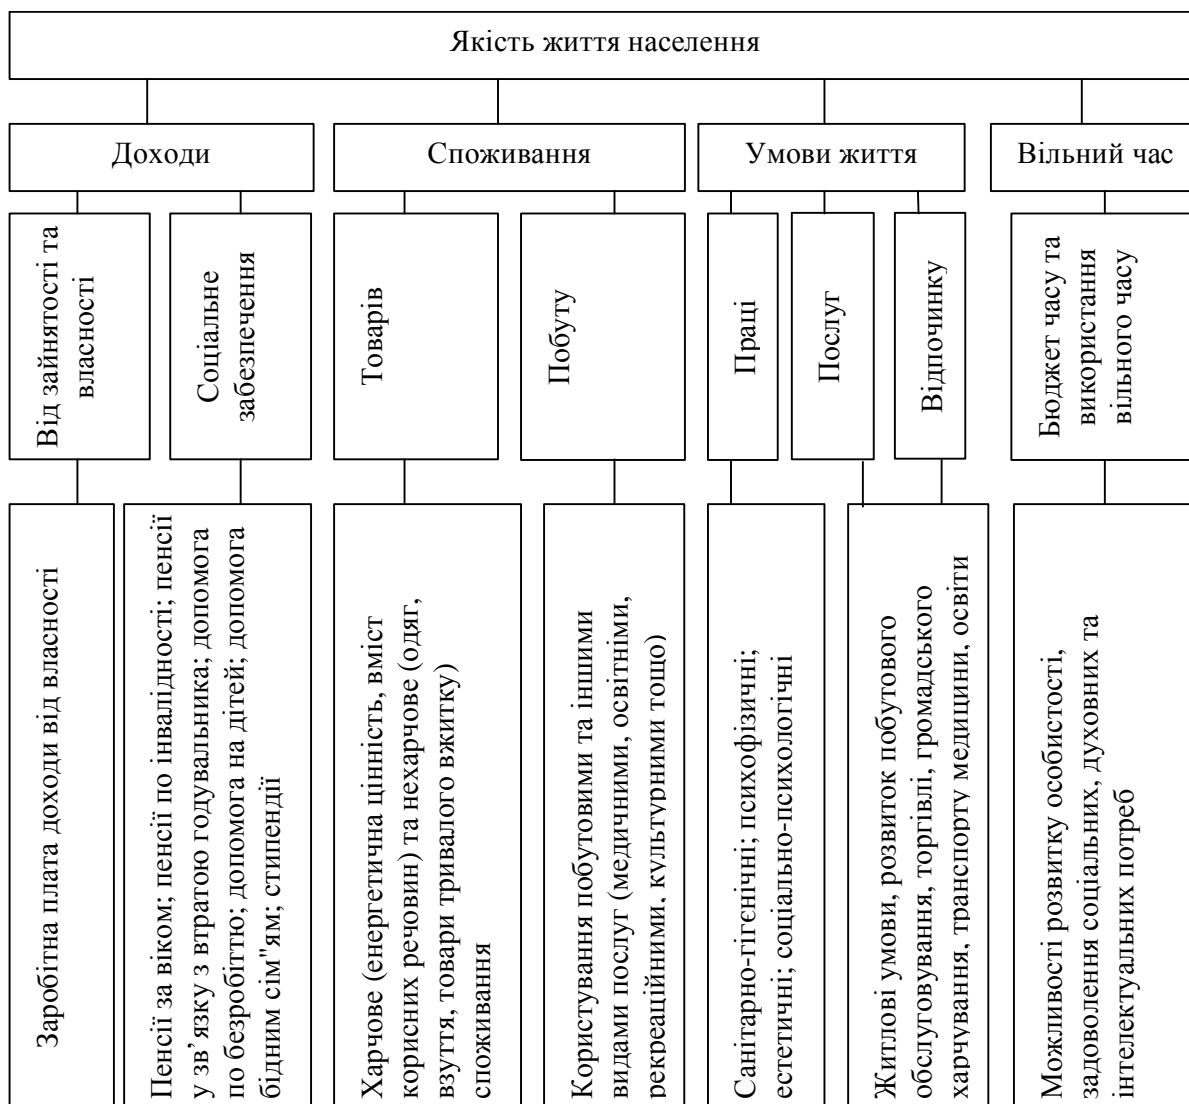 Якість життя населення
Доходи
Споживання
Умови життя
Вільний час
Від зайнятості та
власності
Соціальне
забезпечення
Товарів
Побуту
Праці
Послуг
Відпочинку
Бюджет часу та
використання
вільного часу
Заробітна плата доходи від власності
Пенсії за віком; пенсії по інвалідності; пенсії
у зв’язку з втратою годувальника; допомога
по безробіттю; допомога на дітей; допомога
бідним сім"ям; стипендії
Харчове (енергетична цінність, вміст
корисних речовин) та нехарчове (одяг,
взуття, товари тривалого вжитку)
споживання
Користування побутовими та іншими
видами послуг (медичними, освітніми,
рекреаційними, культурними тощо)
Санітарно-гігєнічні; психофізичні;
естетичні; соціально-психологічні
Житлові умови, розвиток побутового
обслуговування, торгівлі, громадського
харчування, транспорту медицини, освіти
Можливості розвитку особистості,
задоволення соціальних, духовних та
інтелектуальних потреб